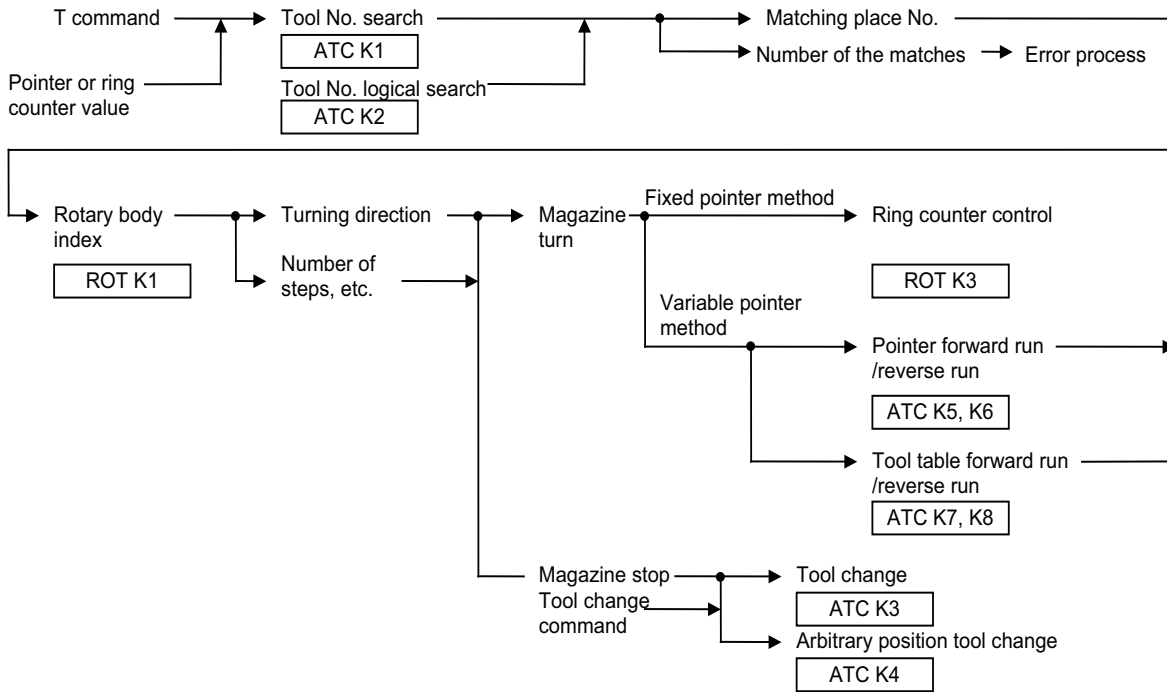 T command
Tool No. search
Matching place No.
ATC K1
Number of the matches
Error process
Pointer or ring
counter value
Tool No. logical search
ATC K2
Rotary body
index
ROT K1
Turning direction
Number of
steps, etc.
Magazine
turn
Fixed pointer method
Ring counter control
ROT K3
Variable pointer
method
Pointer forward run
/reverse run
ATC K5, K6
Tool table forward run
/reverse run
ATC K7, K8
Magazine stop
Tool change
command
Tool change
ATC K3
Arbitrary position tool change
ATC K4